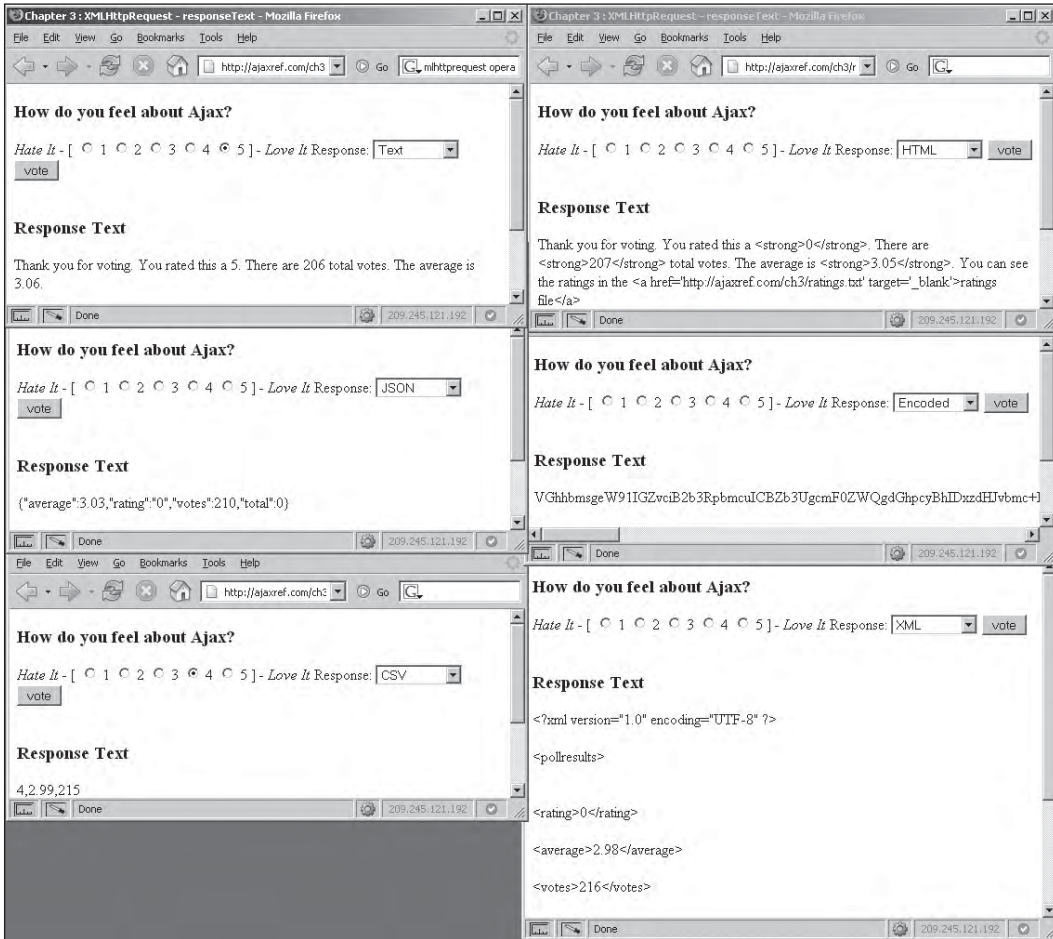 Chapter 3 : XMLHttpRequest - responseText - Mozilla Firefox
File Edit View Go Bookmarks Tools Help
http://ajaxref.com/ch3 Go G mlhttprequest opera
How do you feel about Ajax?
Hate It - [ 1 2 3 4 5 ] - Love It Response: Text
vote
Response Text
Thank you for voting. You rated this a 5. There are 206 total votes. The average is
3.06.
Done 209.245.121.192
Chapter 3 : XMLHttpRequest - responseText - Mozilla Firefox
File Edit View Go Bookmarks Tools Help
http://ajaxref.com/ch3/r Go G
How do you feel about Ajax?
Hate It - [ 1 2 3 4 5 ] - Love It Response: HTML vote
Response Text
Thank you for voting. You rated this a <strong>0</strong>. There are
<strong>207</strong> total votes. The average is <strong>3.05</strong>. You can see
the ratings in the <a href='http://ajaxref.com/ch3/ratings.txt' target='_blank'>ratings
file</a>
Done 209.245.121.192
How do you feel about Ajax?
Hate It - [ 1 2 3 4 5 ] - Love It Response: JSON
vote
Response Text
{"average":3.03,"rating":"0","votes":210,"total":0}
Done 209.245.121.192
How do you feel about Ajax?
Hate It - [ 1 2 3 4 5 ] - Love It Response: Encoded vote
Response Text
VGhhbmsgeW91IGZvciB2b3RpbmcuICBZb3UgcmF0ZWQgdGhpcyBhIDxzdHJvbmc+
Done 209.245.121.192
File Edit View Go Bookmarks Tools Help
http://ajaxref.com/ch3 Go G
How do you feel about Ajax?
Hate It - [ 1 2 3 4 5 ] - Love It Response: CSV
vote
Response Text
4,2.99,215
Done 209.245.121.192
How do you feel about Ajax?
Hate It - [ 1 2 3 4 5 ] - Love It Response: XML vote
Response Text
<?xml version="1.0" encoding="UTF-8" ?>
<pollresults>
<rating>0</rating>
<average>2.98</average>
<votes>216</votes>
Done 209.245.121.192